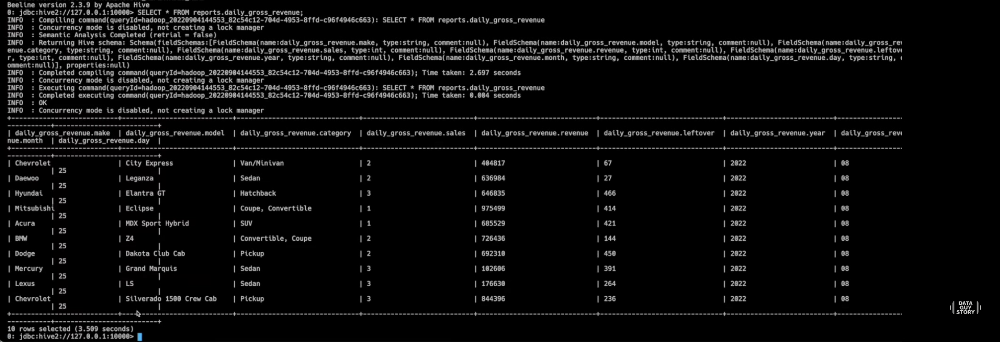 Beeline version 2.3.9 by Apache Hive
0: jdbc:hive2://127.0.0.1:10000> SELECT * FROM reports.daily_gross_revenue;
INFO  : Compiling command(queryId=hadoop_20220904144553_82c54c12-704d-4953-8ffd-c96f4946c663): SELECT * FROM reports.daily_gross_revenue
INFO  : Concurrency mode is disabled, not creating a lock manager
INFO  : Semantic Analysis Completed (retrial = false)
INFO  : Returning Hive schema: Schema(fieldSchemas:[FieldSchema(name:daily_gross_revenue.make, type:string, comment:null), FieldSchema(name:daily_gross_revenue.model, type:string, comment:null), FieldSchema(name:daily_gross_rev
enue.category, type:string, comment:null), FieldSchema(name:daily_gross_revenue.sales, type:int, comment:null), FieldSchema(name:daily_gross_revenue.revenue, type:int, comment:null), FieldSchema(name:daily_gross_revenue.leftove
r, type:int, comment:null), FieldSchema(name:daily_gross_revenue.year, type:string, comment:null), FieldSchema(name:daily_gross_revenue.month, type:string, comment:null), FieldSchema(name:daily_gross_revenue.day, type:string, c
omment:null)], properties:null)
INFO  : Completed compiling command(queryId=hadoop_20220904144553_82c54c12-704d-4953-8ffd-c96f4946c663); Time taken: 2.697 seconds
INFO  : Concurrency mode is disabled, not creating a lock manager
INFO  : Executing command(queryId=hadoop_20220904144553_82c54c12-704d-4953-8ffd-c96f4946c663): SELECT * FROM reports.daily_gross_revenue
INFO  : Completed executing command(queryId=hadoop_20220904144553_82c54c12-704d-4953-8ffd-c96f4946c663); Time taken: 0.004 seconds
INFO  : OK
INFO  : Concurrency mode is disabled, not creating a lock manager
| daily_gross_revenue.make | daily_gross_revenue.model | daily_gross_revenue.category | daily_gross_revenue.sales | daily_gross_revenue.revenue | daily_gross_revenue.leftover | daily_gross_revenue.year | daily_gross_reve
nue.month | daily_gross_revenue.day |
| Chevrolet | City Express | Van/Minivan | 2 | 404817 | 67 | 2022 | 08
| 25 |
| Daewoo | Leganza | Sedan | 2 | 636984 | 27 | 2022 | 08
| 25 |
| Hyundai | Elantra GT | Hatchback | 3 | 646835 | 466 | 2022 | 08
| 25 |
| Mitsubishi | Eclipse | Coupe, Convertible | 1 | 975499 | 414 | 2022 | 08
| 25 |
| Acura | MDX Sport Hybrid | SUV | 1 | 685529 | 421 | 2022 | 08
| 25 |
| BMW | Z4 | Convertible, Coupe | 2 | 726436 | 144 | 2022 | 08
| 25 |
| Dodge | Dakota Club Cab | Pickup | 2 | 692310 | 450 | 2022 | 08
| 25 |
| Mercury | Grand Marquis | Sedan | 3 | 102606 | 391 | 2022 | 08
| 25 |
| Lexus | LS | Sedan | 3 | 176630 | 264 | 2022 | 08
| 25 |
| Chevrolet | Silverado 1500 Crew Cab | Pickup | 3 | 844396 | 236 | 2022 | 08
| 25 |
10 rows selected (3.509 seconds)
0: jdbc:hive2://127.0.0.1:10000>
DATA
GUY
STORY